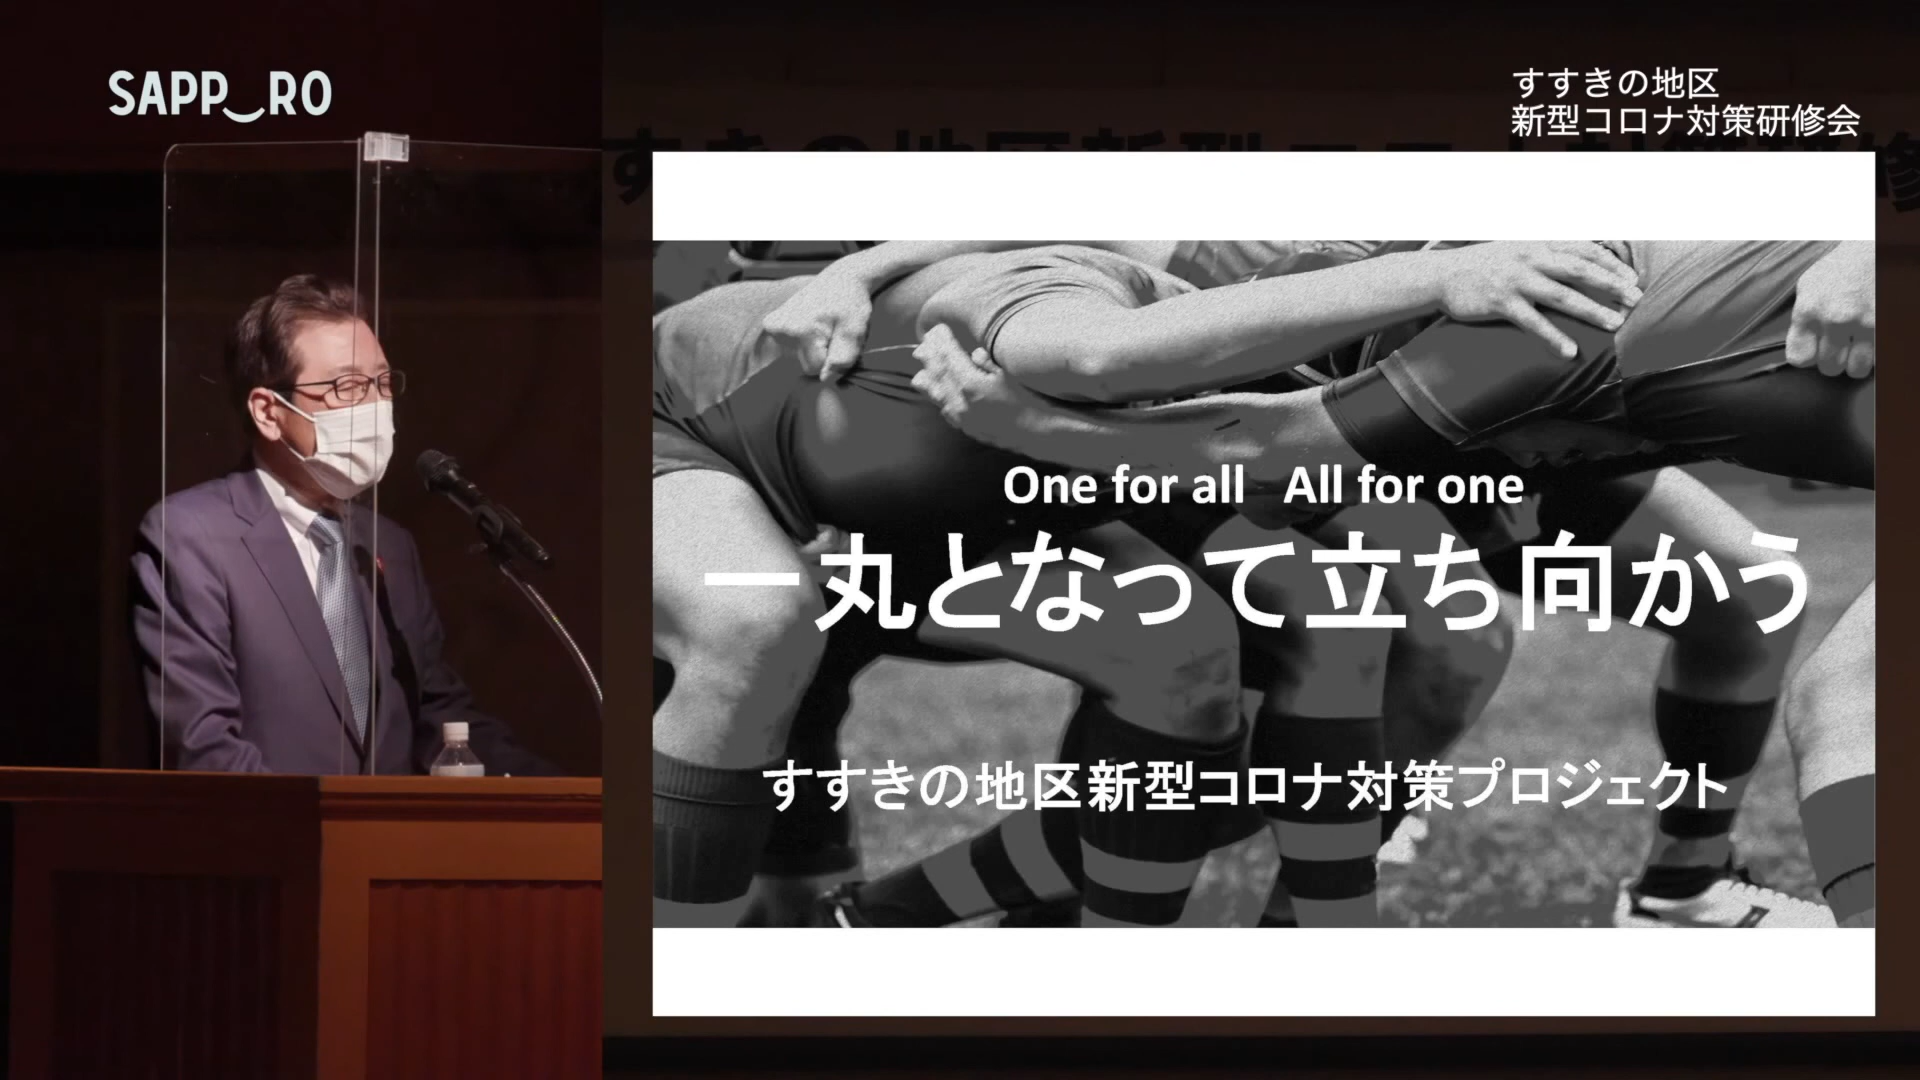 SAPP‿RO
すすきの地区
新型コロナ対策研修会
One for all All for one
一丸となって立ち向かう
すすきの地区新型コロナ対策プロジェクト